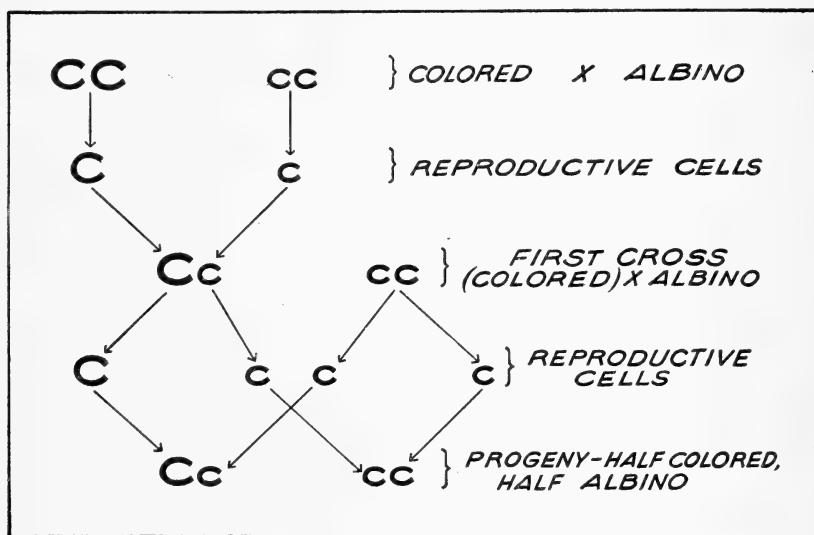 CC cc } COLORED X ALBINO
C c } REPRODUCTIVE CELLS
Cc cc } FIRST CROSS
(COLORED) X ALBINO
C c c c } REPRODUCTIVE
CELLS
Cc cc } PROGENY-HALF COLORED,
HALF ALBINO